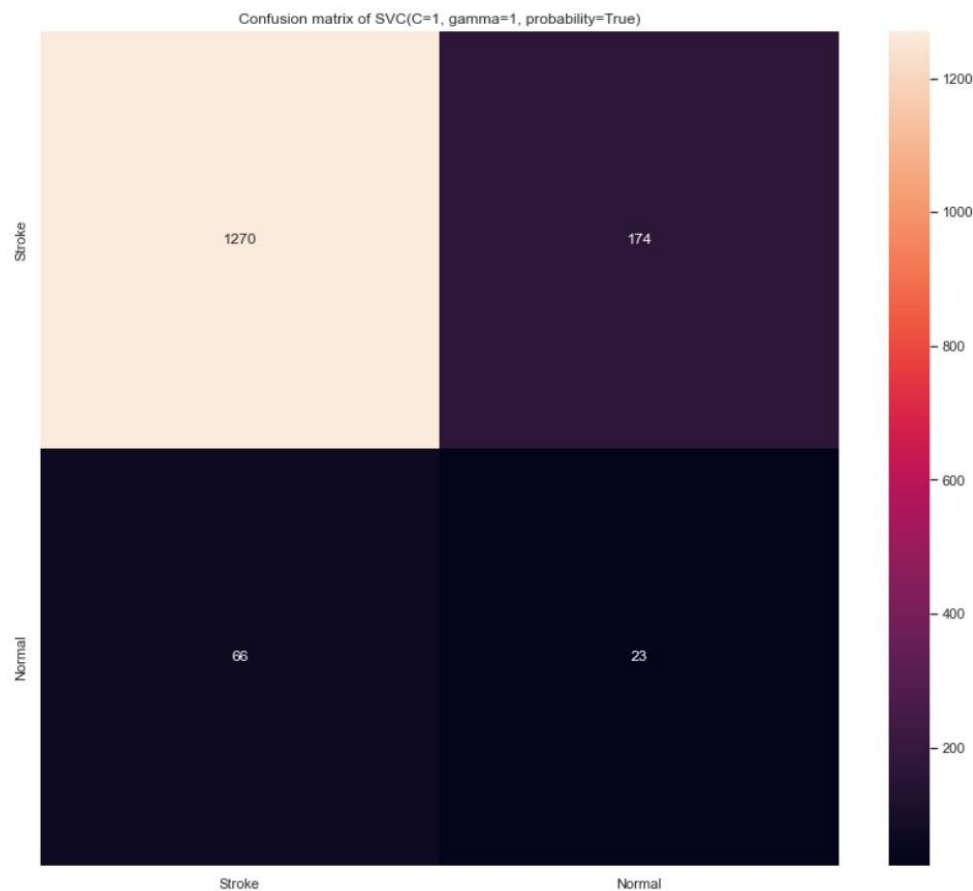 Confusion matrix of SVC(C=1, gamma=1, probability=True)
1200
1000
800
600
400
200
Stroke
1270
174
Normal
66
23
Stroke
Normal